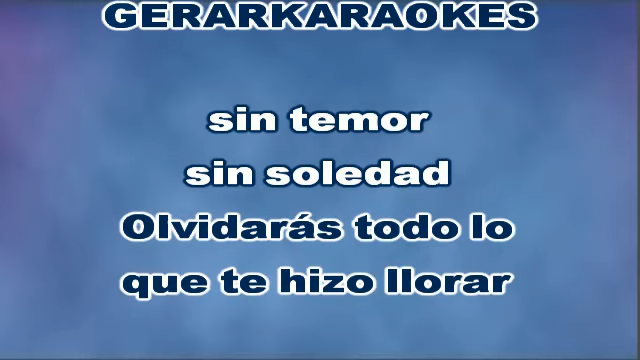 GERARKARAOKES
sin temor
sin soledad
Olvidarás todo lo
que te hizo llorar